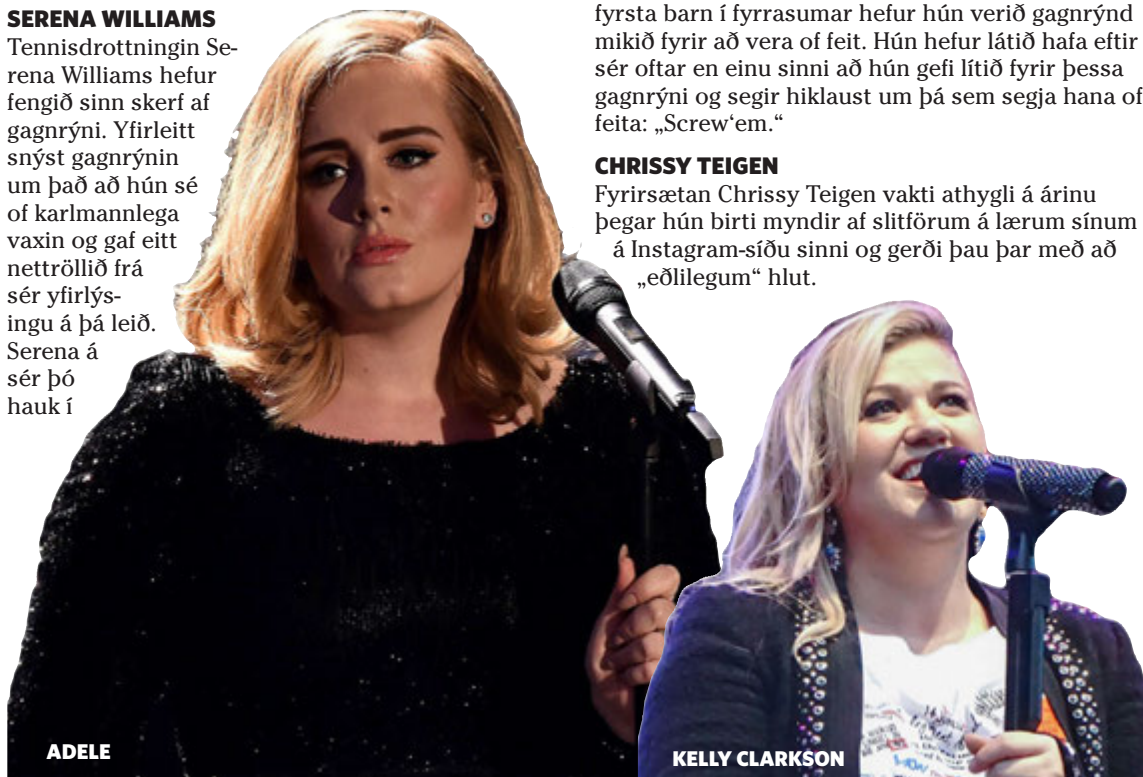 SERENA WILLIAMS
Tennisdrottningin Se-
rena Williams hefur
fengið sinn skerf af
gagnrýni. Yfirleitt
snýst gagnrýnin
um það að hún sé
of karlmannlega
vaxin og gaf eitt
nettröllið frá
sér yfirlýs-
ingu á þá leið.
Serena á
sér þó
hauk í
fyrsta barn í fyrrasumar hefur hún verið gagnrýnd
mikið fyrir að vera of feit. Hún hefur látið hafa eftir
sér oftar en einu sinni að hún gefi lítið fyrir þessa
gagnrýni og segir hiklaust um þá sem segja hana of
feita: „Screw‘em.“
CHRISSY TEIGEN
Fyrirsætan Chrissy Teigen vakti athygli á árinu
þegar hún birti myndir af slitförum á lærum sínum
á Instagram-síðu sinni og gerði þau þar með að
„eðlilegum“ hlut.
ADELE
KELLY CLARKSON